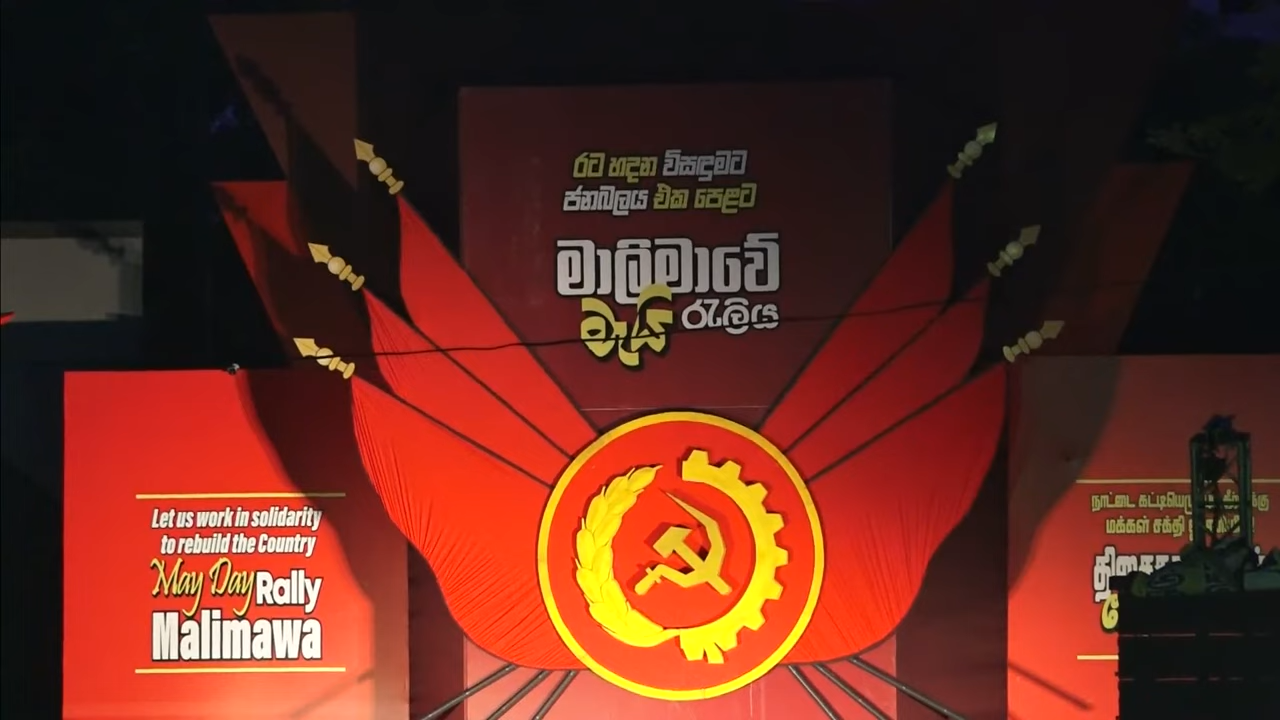 රට හදන විසඳුමට
ජනබලය එක පෙළට
මාලිමාවේ
මැයි රැලිය
Let us work in solidarity
to rebuild the Country
May Day Rally
Malimawa
நாட்டை
மக்கள் சக்தி